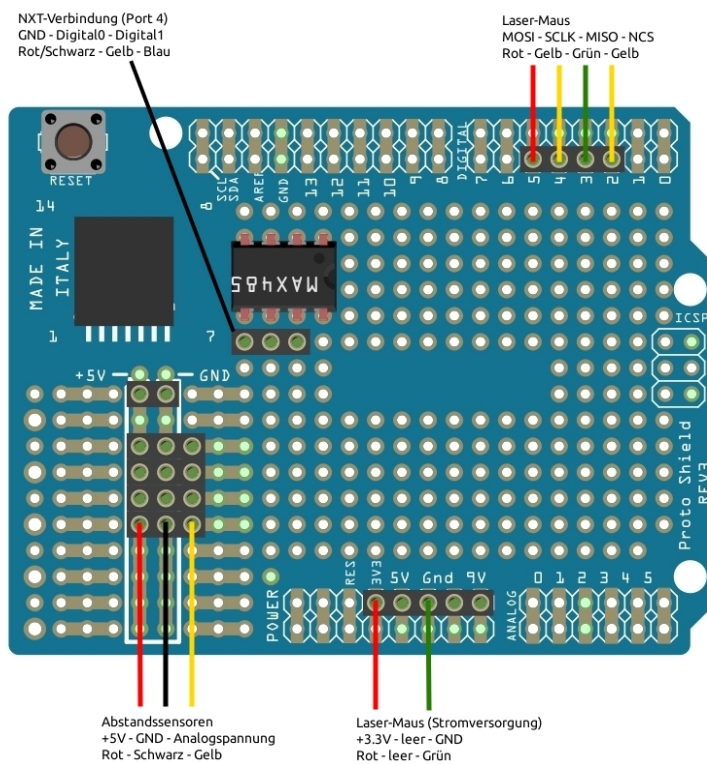 NXT-Verbindung (Port 4)
GND - Digital0 - Digital1
Rot/Schwarz - Gelb - Blau
Laser-Maus
MOSI - SCLK - MISO - NCS
Rot - Gelb - Grün - Gelb
RESET
SCL
SDA
AREF
GND
13
12
11
10
9
8
DIGITAL
7
6
5
4
3
2
1
0
14
8
MADE IN
ITALY
MAX485
1
7
ICSP
+5V
GND
Proto Shield
REV3
POWER
RES
3V3
5V
Gnd
9V
ANALOG
0
1
2
3
4
5
Abstandssensoren
+5V - GND - Analogspannung
Rot - Schwarz - Gelb
Laser-Maus (Stromversorgung)
+3.3V - leer - GND
Rot - leer - Grün